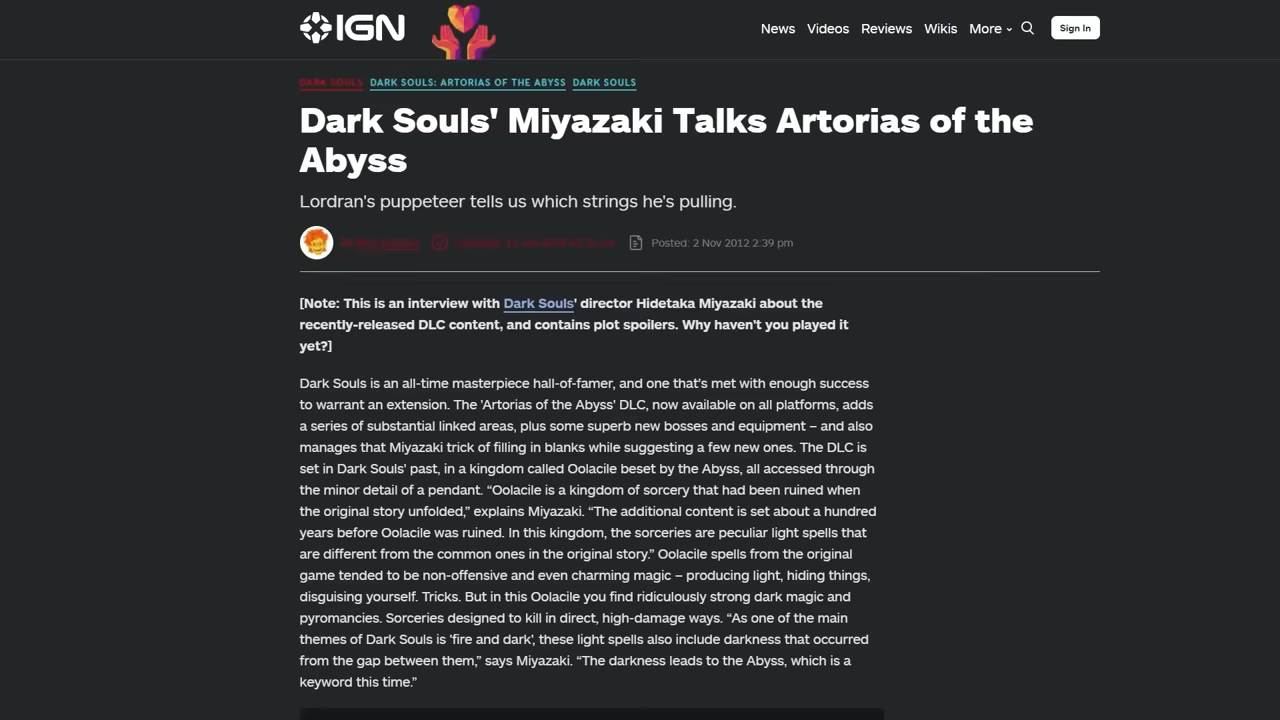 IGN
News Videos Reviews Wikis More Sign In
DARK SOULS DARK SOULS: ARTORIAS OF THE ABYSS DARK SOULS
Dark Souls' Miyazaki Talks Artorias of the
Abyss
Lordran's puppeteer tells us which strings he's pulling.
Posted: 2 Nov 2012 2:39 pm
[Note: This is an interview with Dark Souls' director Hidetaka Miyazaki about the
recently-released DLC content, and contains plot spoilers. Why haven't you played it
yet?]
Dark Souls is an all-time masterpiece hall-of-famer, and one that's met with enough success
to warrant an extension. The 'Artorias of the Abyss' DLC, now available on all platforms, adds
a series of substantial linked areas, plus some superb new bosses and equipment – and also
manages that Miyazaki trick of filling in blanks while suggesting a few new ones. The DLC is
set in Dark Souls' past, in a kingdom called Oolacile beset by the Abyss, all accessed through
the minor detail of a pendant. “Oolacile is a kingdom of sorcery that had been ruined when
the original story unfolded,” explains Miyazaki. “The additional content is set about a hundred
years before Oolacile was ruined. In this kingdom, the sorceries are peculiar light spells that
are different from the common ones in the original story.” Oolacile spells from the original
game tended to be non-offensive and even charming magic – producing light, hiding things,
disguising yourself. Tricks. But in this Oolacile you find ridiculously strong dark magic and
pyromancies. Sorceries designed to kill in direct, high-damage ways. “As one of the main
themes of Dark Souls is 'fire and dark', these light spells also include darkness that occurred
from the gap between them,” says Miyazaki. “The darkness leads to the Abyss, which is a
keyword this time.”